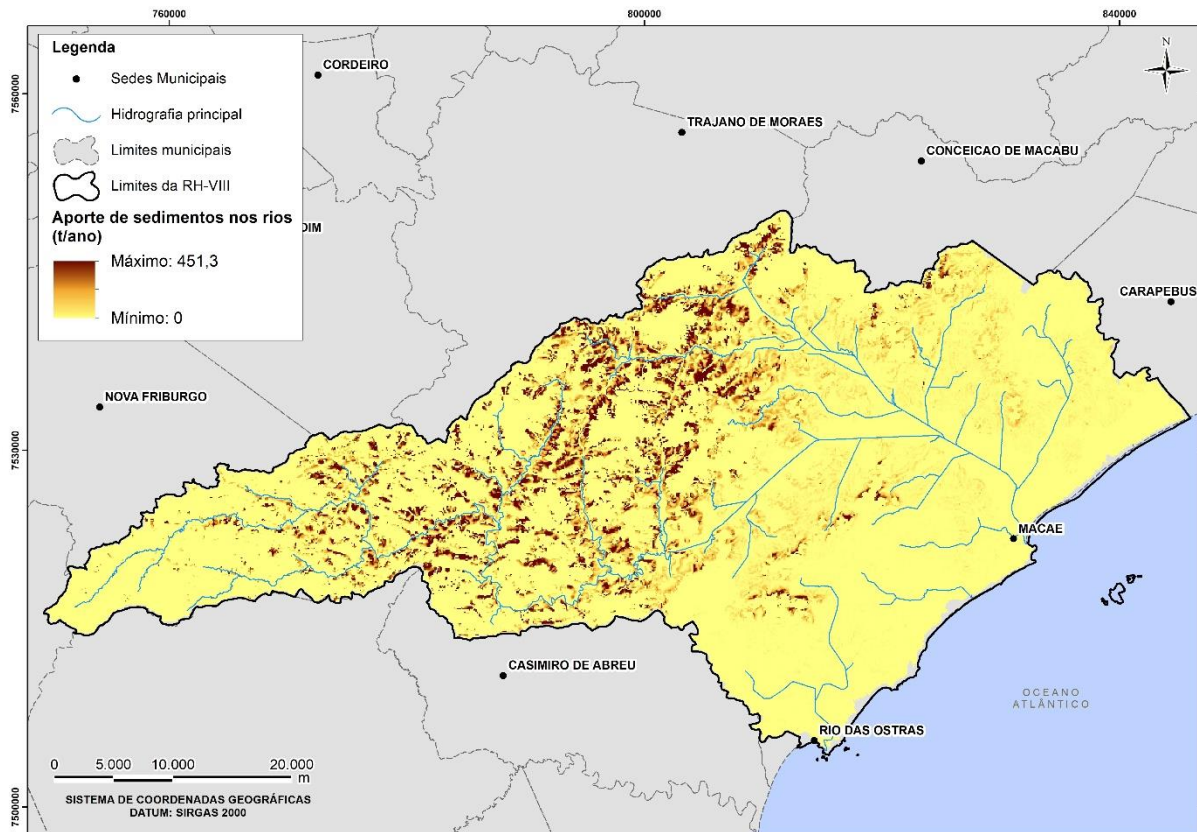 760000
800000
840000
Legenda
Sedes Municipais
Hidrografia principal
Limites municipais
Limites da RH-VIII
Aporte de sedimentos nos rios
(t/ano)
Máximo: 451,3
Mínimo: 0
N
7560000
7530000
7500000
CORDEIRO
TRAJANO DE MORAES
CONCEICAO DE MACABU
DIM
CARAPEBUS
NOVA FRIBURGO
MACAE
CASIMIRO DE ABREU
OCEANO
ATLÂNTICO
RIO DAS OSTRAS
0 5.000 10.000 20.000
m
SISTEMA DE COORDENADAS GEOGRÁFICAS
DATUM: SIRGAS 2000